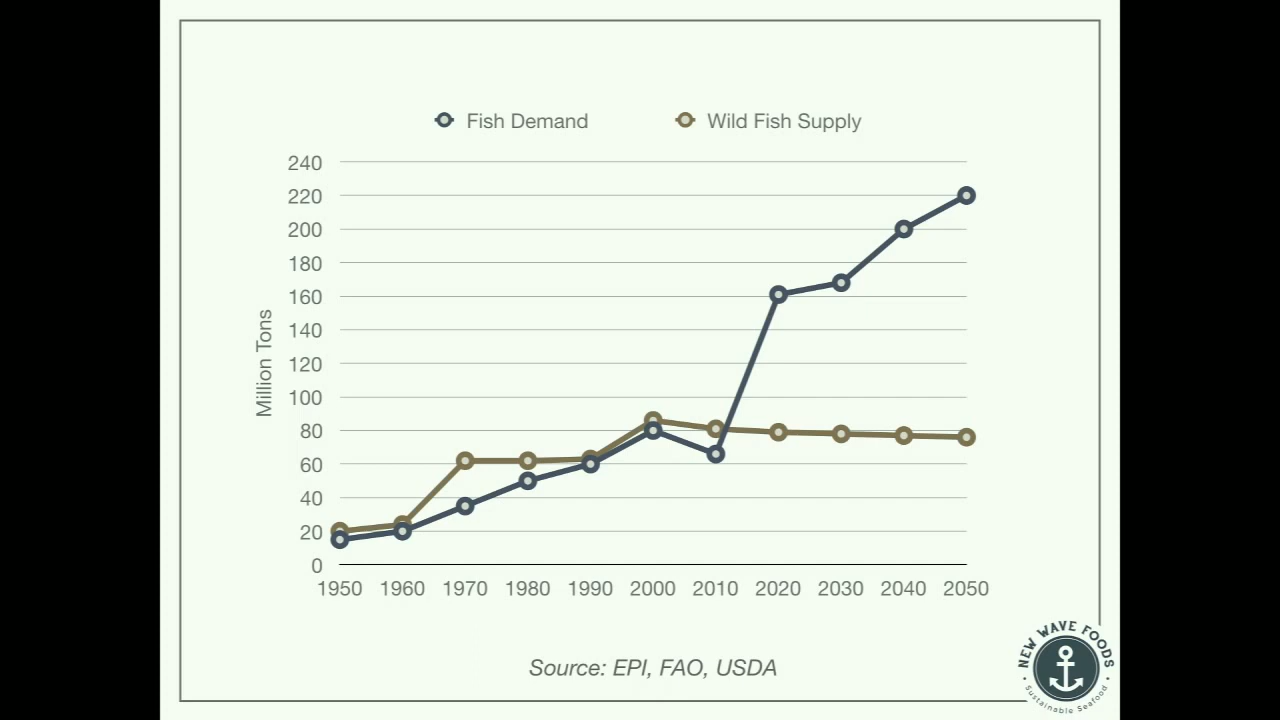 Fish Demand
Wild Fish Supply
240
220
200
180
160
140
120
100
80
60
40
20
0
Million Tons
1950 1960 1970 1980 1990 2000 2010 2020 2030 2040 2050
Source: EPI, FAO, USDA
NEW WAVE FOODS
Sustainable Seafood